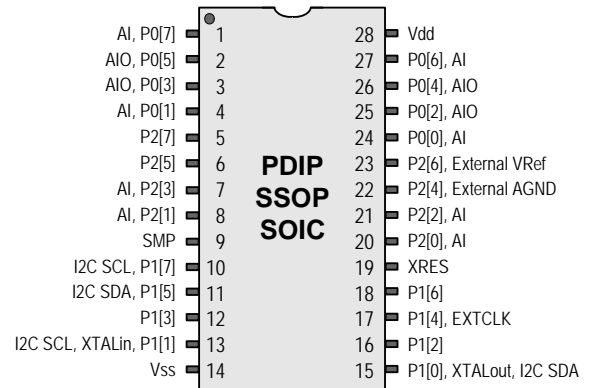 AI, P0[7] 1 28 Vdd
AIO, P0[5] 2 27 P0[6], AI
AIO, P0[3] 3 26 P0[4], AIO
AI, P0[1] 4 25 P0[2], AIO
P2[7] 5 24 P0[0], AI
P2[5] 6 PDIP 23 P2[6], External VRef
AI, P2[3] 7 SSOP 22 P2[4], External AGND
AI, P2[1] 8 SOIC 21 P2[2], AI
SMP 9 20 P2[0], AI
I2C SCL, P1[7] 10 19 XRES
I2C SDA, P1[5] 11 18 P1[6]
P1[3] 12 17 P1[4], EXTCLK
I2C SCL, XTALin, P1[1] 13 16 P1[2]
Vss 14 15 P1[0], XTALout, I2C SDA